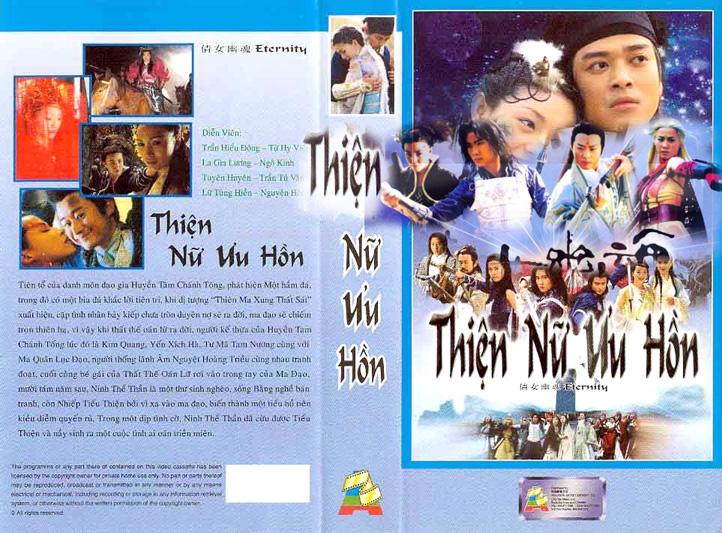 倩女幽魂 Eternity
Diễn Viên:
Trần Hiểu Đông - Từ Hy
La Gia Lương - Ngô Kinh
Tuyên Huyên - Trần Tú
Lữ Tùng Hiền - Nguyễn
Thiện
Nữ Ưu Hồn
Tiên tổ của danh môn đạo gia Huyền Tâm Chánh Tông, phát hiện Một hầm đá,
trong đó có một bia đá khắc lời tiên tri, khi dị tượng "Thiên Ma Xung Thất Sát"
xuất hiện, cặp tình nhân bảy kiếp chưa tròn duyên nợ sẽ ra đời, ma đạo sẽ chiếm
trọn thiên hạ, vì vậy khi thất thế oán lữ ra đời, người kế thừa của Huyền Tam
Chánh Tông lúc đó là Kim Quang, Yến Xích Hà, Tư Mã Tam Nương cùng với
Ma Quân Lục Đạo, người thống lãnh Âm Nguyệt Hoàng Triều cùng nhau tranh
đoạt, cuối cùng bé gái của Thất Thế Oán Lữ rơi vào trong tay của Ma Đạo,
mười tám năm sau, Ninh Thể Thần là một thư sinh nghèo, sống Bằng nghề bán
tranh, còn Nhiếp Tiểu Thiện bởi vì xa vào ma đạo, biến thành một tiểu hồ nên
kiều diễm quyến rũ, Trong một dịp tình cờ, Ninh Thể Thần đã cứu được Tiểu
Thiện và nẩy sinh ra một cuộc tình ai oán triền miên.
The programme or any part there of contained on this video cassette has been
licensed by the copyright owner for private home use only. No part or parts thereof
may be reproduced, broadcast or transmitted in any manner or by any means
electrical or mechanical, including recording or storage in any information retrieval
system, or otherwise without the written permission of the copyright owner.
© All rights reserved.
Thiện
Nữ
Ưu
Hồn
Thiện Nữ Ưu Hồn
倩女幽魂 Eternity